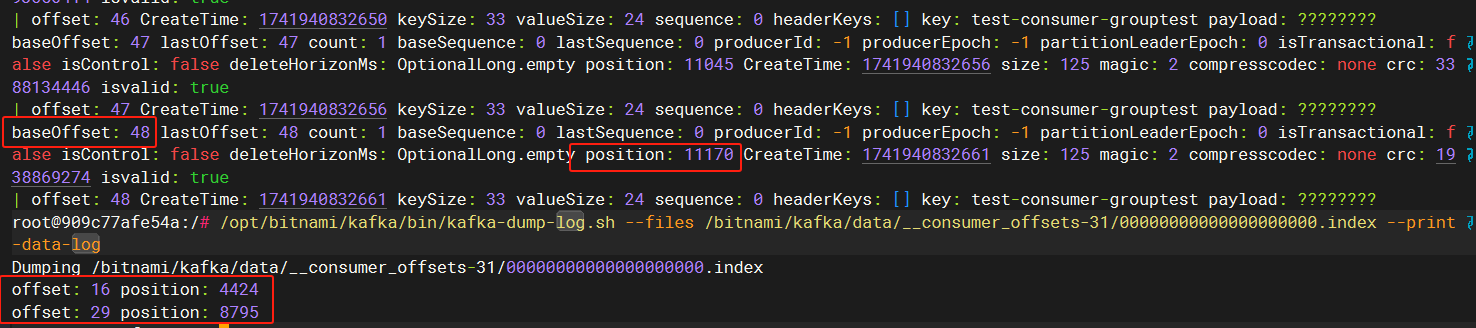 | offset: 46 CreateTime: 1741940832650 keySize: 33 valueSize: 24 sequence: 0 headerKeys: [] key: test-consumer-grouptest payload: ????????
baseOffset: 47 lastOffset: 47 count: 1 baseSequence: 0 lastSequence: 0 producerId: -1 producerEpoch: -1 partitionLeaderEpoch: 0 isTransactional: f
alse isControl: false deleteHorizonMs: OptionalLong.empty position: 11045 CreateTime: 1741940832656 size: 125 magic: 2 compresscodec: none crc: 33
88134446 isvalid: true
| offset: 47 CreateTime: 1741940832656 keySize: 33 valueSize: 24 sequence: 0 headerKeys: [] key: test-consumer-grouptest payload: ????????
baseOffset: 48 lastOffset: 48 count: 1 baseSequence: 0 lastSequence: 0 producerId: -1 producerEpoch: -1 partitionLeaderEpoch: 0 isTransactional: f
alse isControl: false deleteHorizonMs: OptionalLong.empty position: 11170 CreateTime: 1741940832661 size: 125 magic: 2 compresscodec: none crc: 19
38869274 isvalid: true
| offset: 48 CreateTime: 1741940832661 keySize: 33 valueSize: 24 sequence: 0 headerKeys: [] key: test-consumer-grouptest payload: ????????
root@909c77afe54a:/# /opt/bitnami/kafka/bin/kafka-dump-log.sh --files /bitnami/kafka/data/__consumer_offsets-31/00000000000000000000.index --print
-data-log
Dumping /bitnami/kafka/data/__consumer_offsets-31/00000000000000000000.index
offset: 16 position: 4424
offset: 29 position: 8795